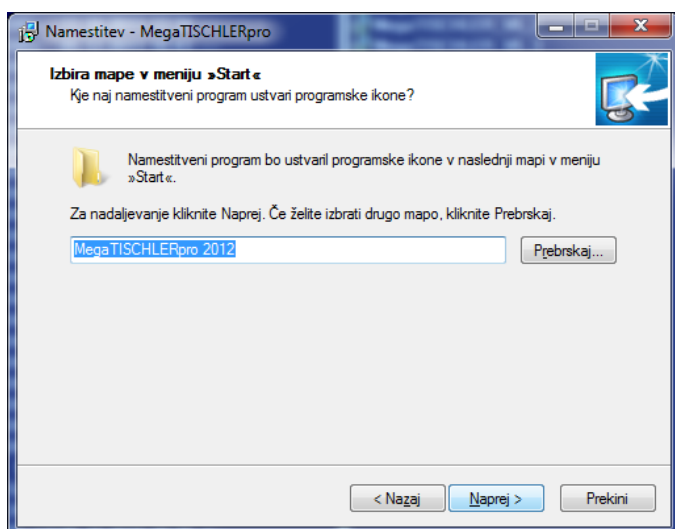 Namestitev - MegaTISCHLERpro
Izbira mape v meniju »Start«
Kje naj namestitveni program ustvari programske ikone?
Namestitveni program bo ustvaril programske ikone v naslednji mapi v meniju
»Start«.
Za nadaljevanje kliknite Naprej. Če želite izbrati drugo mapo, kliknite Prebrskaj.
MegaTISCHLERpro 2012
Prebrskaj...
< Nazaj
Naprej >
Prekini